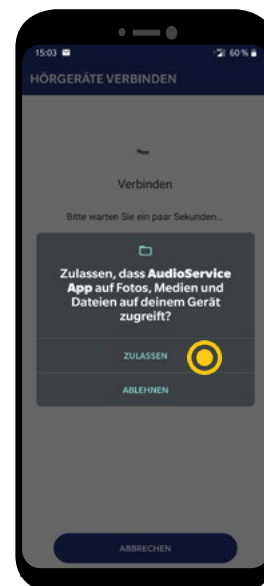 15:03 60 %
HÖRGERÄTE VERBINDEN
Verbinden
Bitte warten Sie ein paar Sekunden...
Zulassen, dass AudioService
App auf Fotos, Medien und
Dateien auf deinem Gerät
zugreift?
ZULASSEN
ABLEHNEN
ABBRECHEN